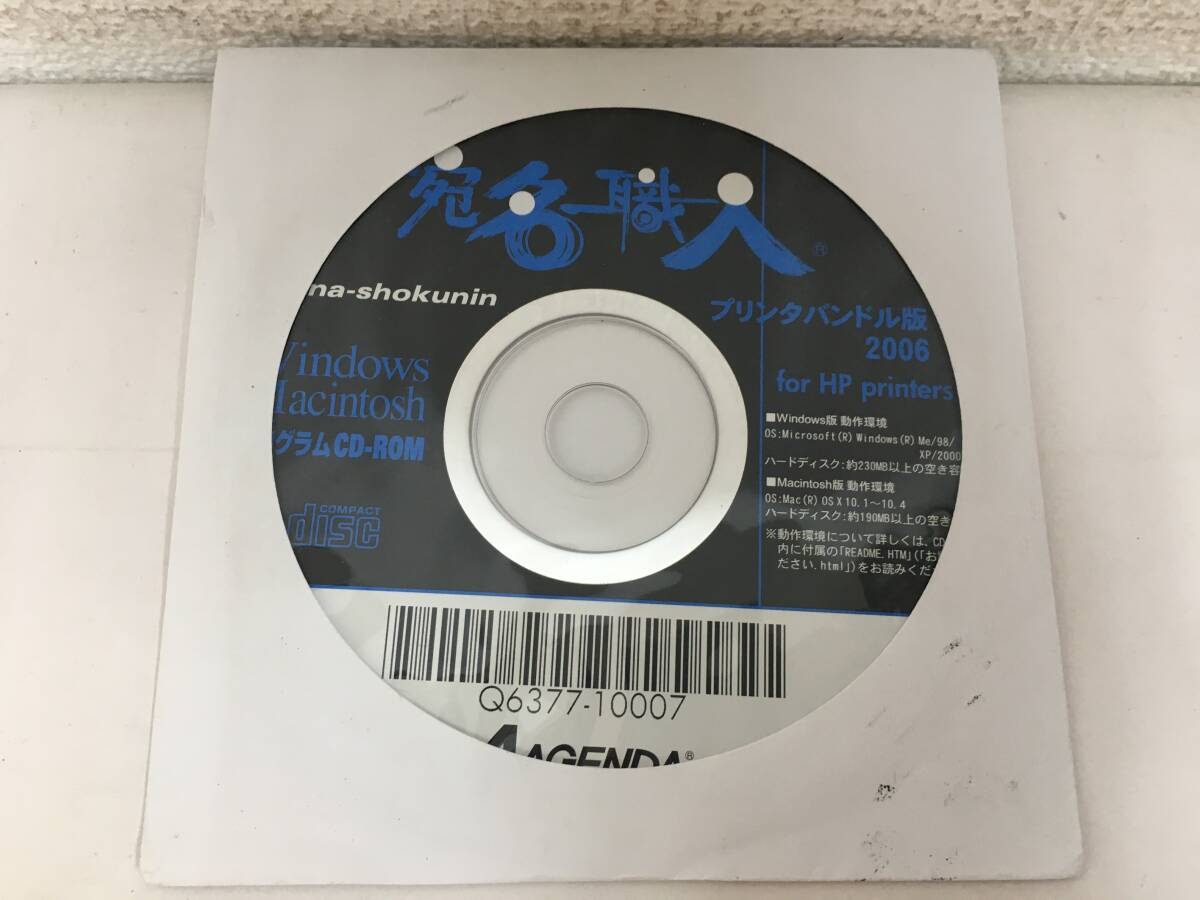 宛名職人®
na-shokunin
プリンタバンドル版
2006
for HP printers
Windows
Macintosh
グラムCD-ROM
COMPACT
disc
■Windows版 動作環境
OS:Microsoft(R) Windows(R) Me/98/
XP/2000
ハードディスク:約230MB以上の空き容
■Macintosh版 動作環境
OS:Mac(R) OS X 10.1～10.4
ハードディスク:約190MB以上の空き
※動作環境について詳しくは、CD
内に付属の「README.HTM」(「お
ださい.html」)をお読みくだ
Q6377-10007
AGENDA®